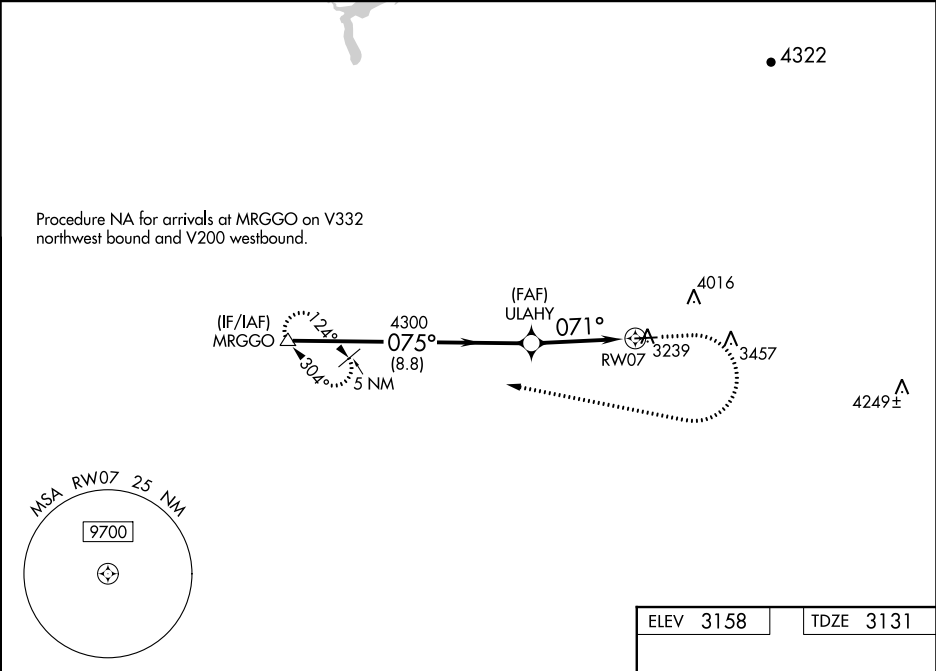 4322
Procedure NA for arrivals at MRGGO on V332
northwest bound and V200 westbound.
4016
(FAF)
ULAHY
(IF/IAF)
MRGGO
124°
4300
075°
(8.8)
071°
RW07
3239
3457
304°
5 NM
4249±
MSA RW07 25 NM
9700
ELEV 3158
TDZE 3131